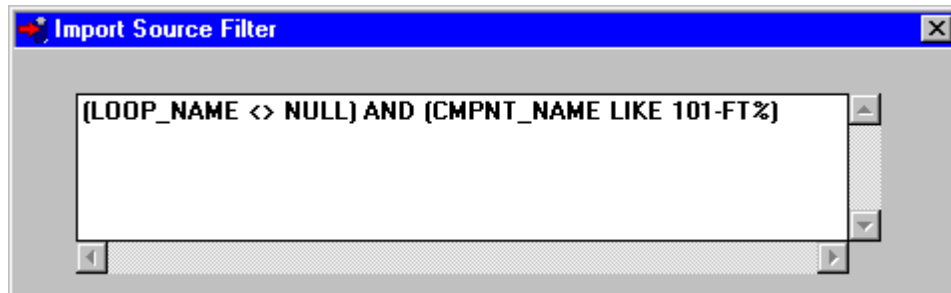 Import Source Filter
(LOOP_NAME <> NULL) AND (CMPNT_NAME LIKE 101-FT%)